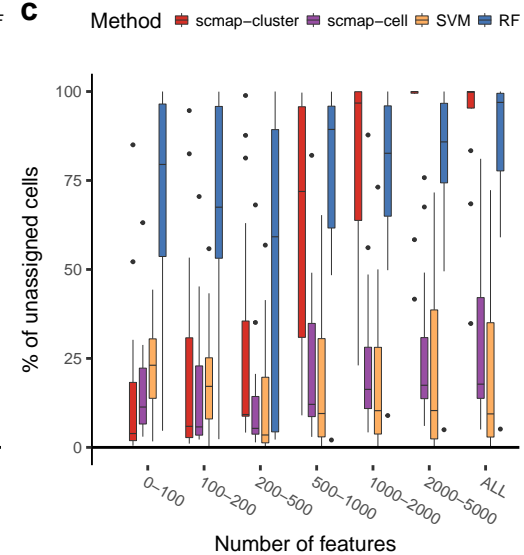 c
Method scmap−cluster scmap−cell SVM RF
% of unassigned cells
100
75
50
25
0
0−100 100−200 200−500 500−1000 1000−2000 2000−5000 ALL
Number of features